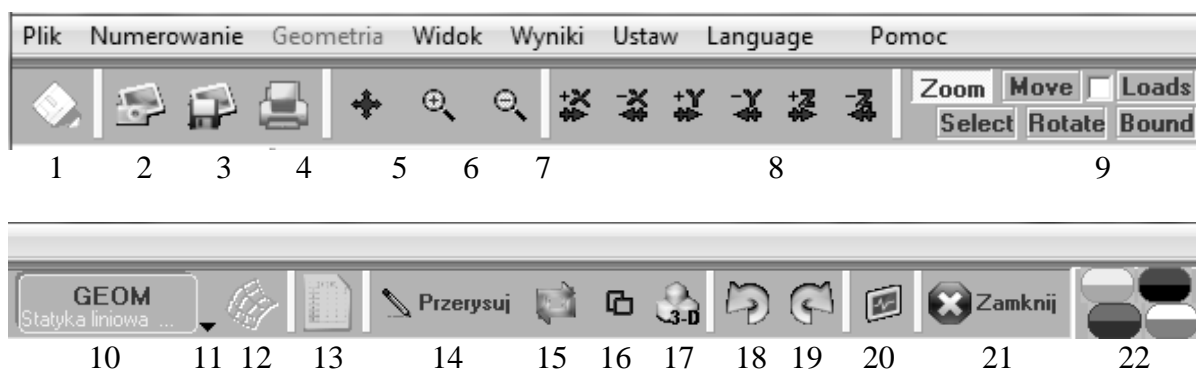 Plik Numerowanie Geometria Widok Wyniki Ustaw Language Pomoc
+X -X +Y -Y +Z -Z Zoom Move Loads
Select Rotate Bound
1 2 3 4 5 6 7 8 9
GEOM
Statyka liniowa ...
Przerysuj 3-D Zamknij
10 11 12 13 14 15 16 17 18 19 20 21 22